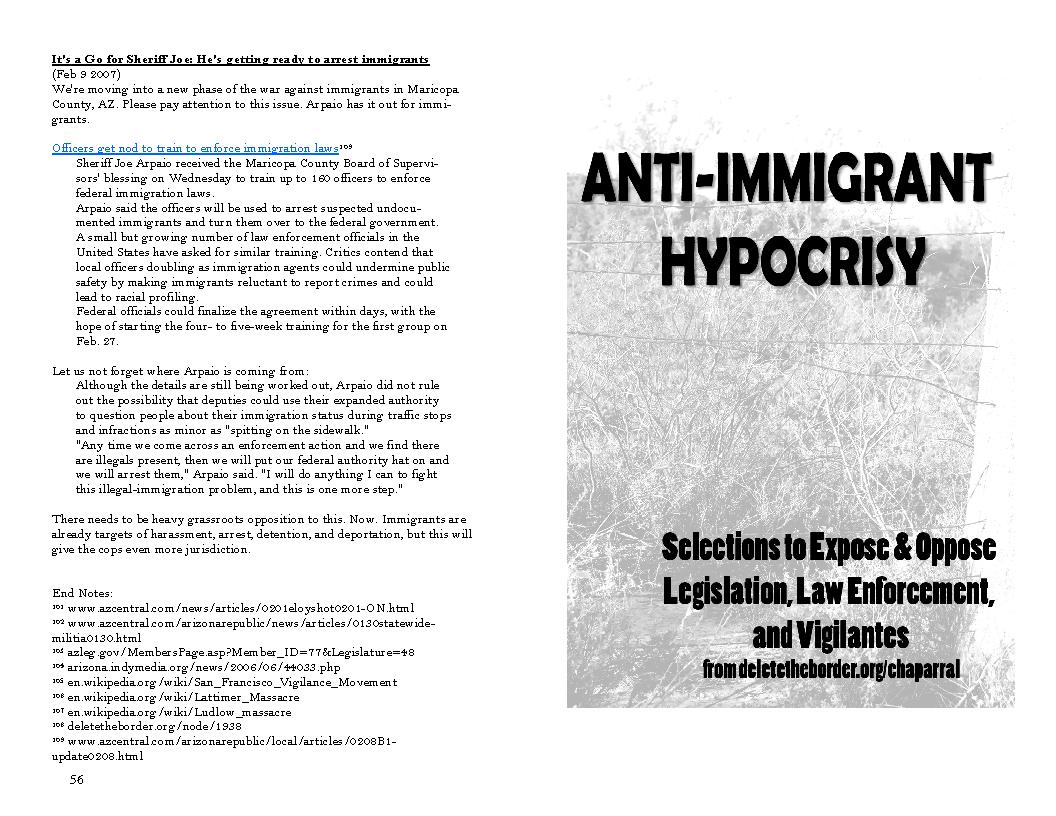 It's a Go for Sheriff Joe: He's getting ready to arrest immigrants
(Feb 9 2007)
We're moving into a new phase of the war against immigrants in Maricopa
County, AZ. Please pay attention to this issue. Arpaio has it out for immi-
grants.
Officers get nod to train to enforce immigration laws¹⁰⁹
Sheriff Joe Arpaio received the Maricopa County Board of Supervi-
sors' blessing on Wednesday to train up to 160 officers to enforce
federal immigration laws.
Arpaio said the officers will be used to arrest suspected undocu-
mented immigrants and turn them over to the federal government.
A small but growing number of law enforcement officials in the
United States have asked for similar training. Critics contend that
local officers doubling as immigration agents could undermine public
safety by making immigrants reluctant to report crimes and could
lead to racial profiling.
Federal officials could finalize the agreement within days, with the
hope of starting the four- to five-week training for the first group on
Feb. 27.
Let us not forget where Arpaio is coming from:
Although the details are still being worked out, Arpaio did not rule
out the possibility that deputies could use their expanded authority
to question people about their immigration status during traffic stops
and infractions as minor as "spitting on the sidewalk."
"Any time we come across an enforcement action and we find there
are illegals present, then we will put our federal authority hat on and
we will arrest them," Arpaio said. "I will do anything I can to fight
this illegal-immigration problem, and this is one more step."
There needs to be heavy grassroots opposition to this. Now. Immigrants are
already targets of harassment, arrest, detention, and deportation, but this will
give the cops even more jurisdiction.
End Notes:
¹⁰¹ www.azcentral.com/news/articles/0201eloyshot0201-ON.html
¹⁰² www.azcentral.com/arizonarepublic/news/articles/0130statewide-
militia0130.html
¹⁰³ azleg.gov/MembersPage.asp?Member_ID=77&Legislature=48
¹⁰⁴ arizona.indymedia.org/news/2006/06/44033.php
¹⁰⁵ en.wikipedia.org/wiki/San_Francisco_Vigilance_Movement
¹⁰⁶ en.wikipedia.org/wiki/Lattimer_Massacre
¹⁰⁷ en.wikipedia.org/wiki/Ludlow_massacre
¹⁰⁸ deletetheborder.org/node/1938
¹⁰⁹ www.azcentral.com/arizonarepublic/local/articles/0208B1-
update0208.html
56
ANTI-IMMIGRANT
HYPOCRISY
Selections to Expose & Oppose
Legislation, Law Enforcement,
and Vigilantes
from deletetheborder.org/chaparral